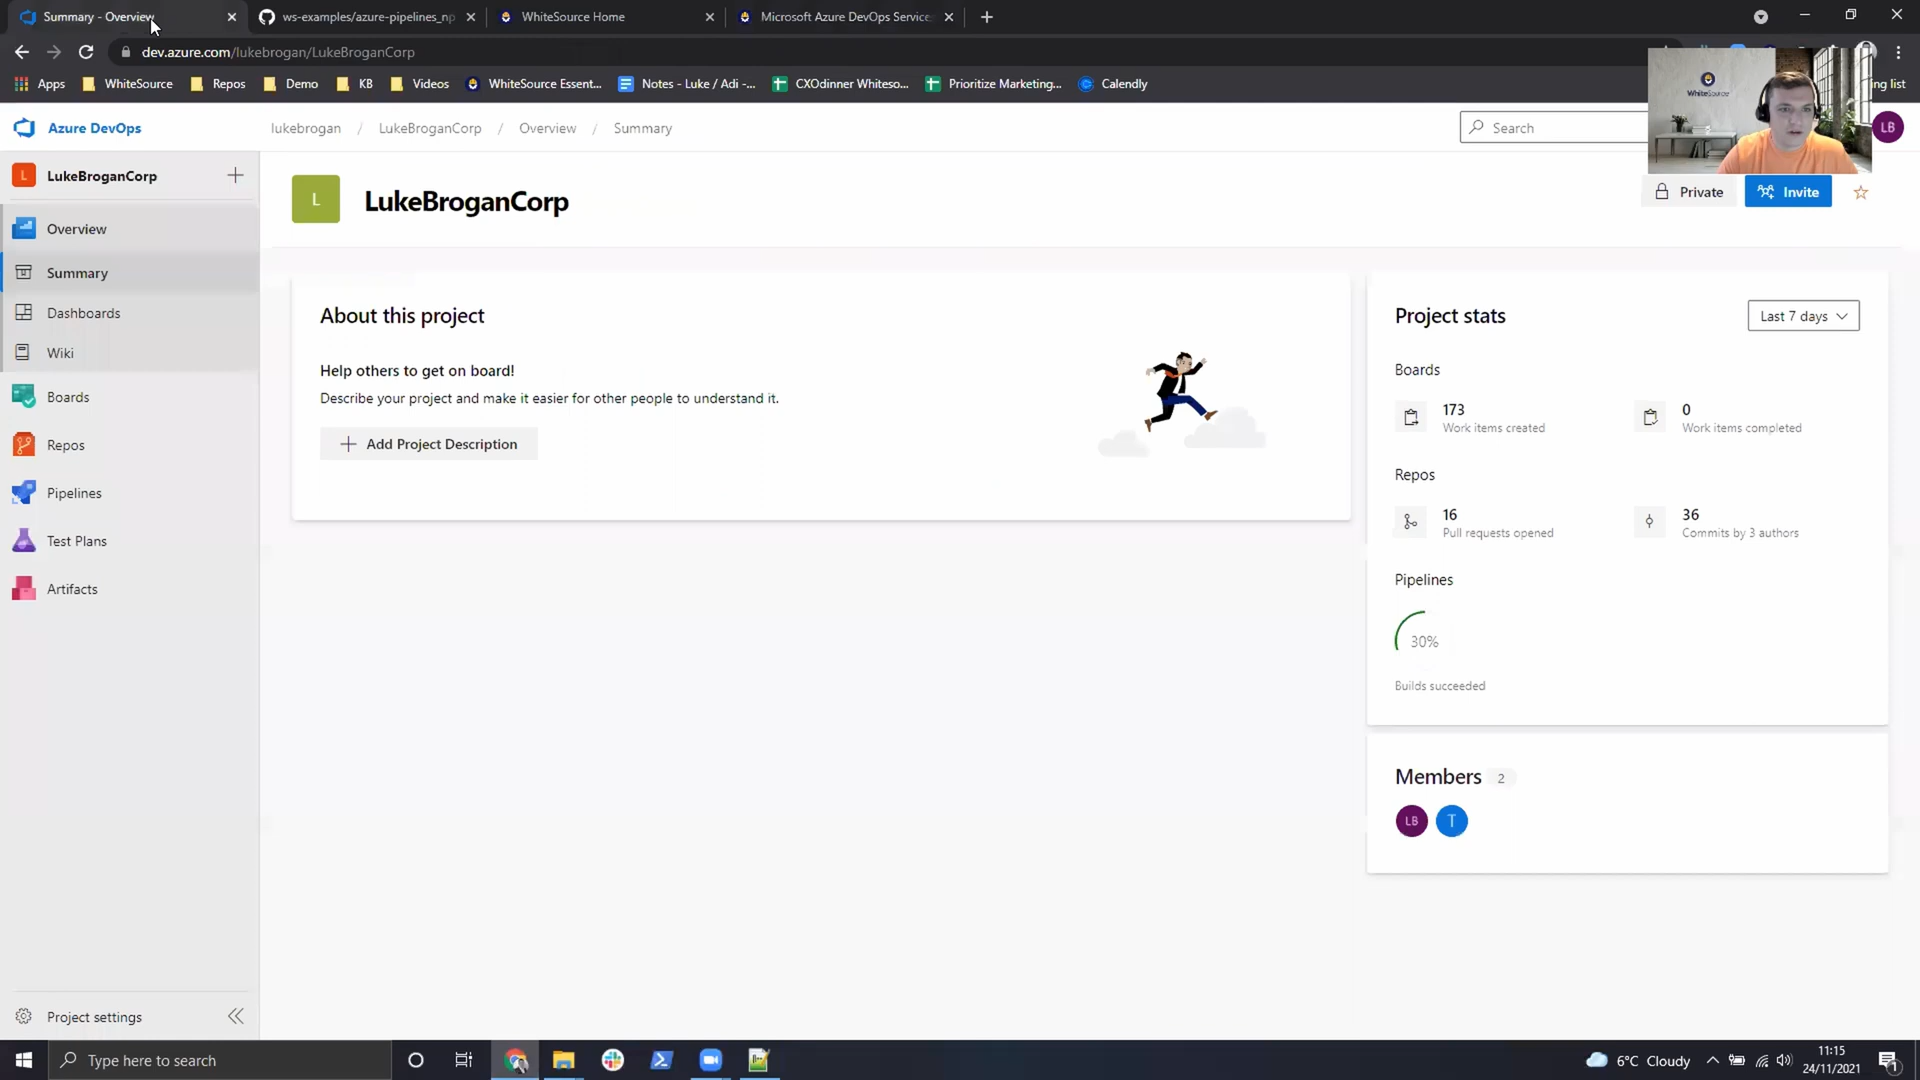 Summary - Overview
ws-examples/azure-pipelines_np
WhiteSource Home
Microsoft Azure DevOps Service
dev.azure.com/lukebrogan/LukeBroganCorp
Apps
WhiteSource
Repos
Demo
KB
Videos
WhiteSource Essent...
Notes - Luke / Adi -...
CXOdinner Whiteso...
Prioritize Marketing...
Calendly
ng list
WhiteSource
Azure DevOps
lukebrogan / LukeBroganCorp / Overview / Summary
Search
LB
L
LukeBroganCorp
Overview
Summary
Dashboards
Wiki
Boards
Repos
Pipelines
Test Plans
Artifacts
Project settings
L
LukeBroganCorp
Private
Invite
About this project
Help others to get on board!
Describe your project and make it easier for other people to understand it.
Add Project Description
Project stats
Last 7 days
Boards
173
Work items created
0
Work items completed
Repos
16
Pull requests opened
36
Commits by 3 authors
Pipelines
30%
Builds succeeded
Members 2
LB
T
Type here to search
6°C Cloudy
11:15
24/11/2021
1